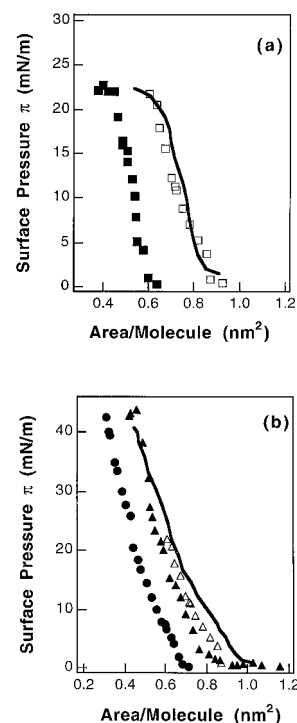 (a)
30
25
20
15
10
5
0
Surface Pressure π (mN/m)
0.4 0.6 0.8 1.0 1.2
Area/Molecule (nm²)
(b)
40
30
20
10
0
Surface Pressure π (mN/m)
0.2 0.4 0.6 0.8 1.0 1.2
Area/Molecule (nm²)